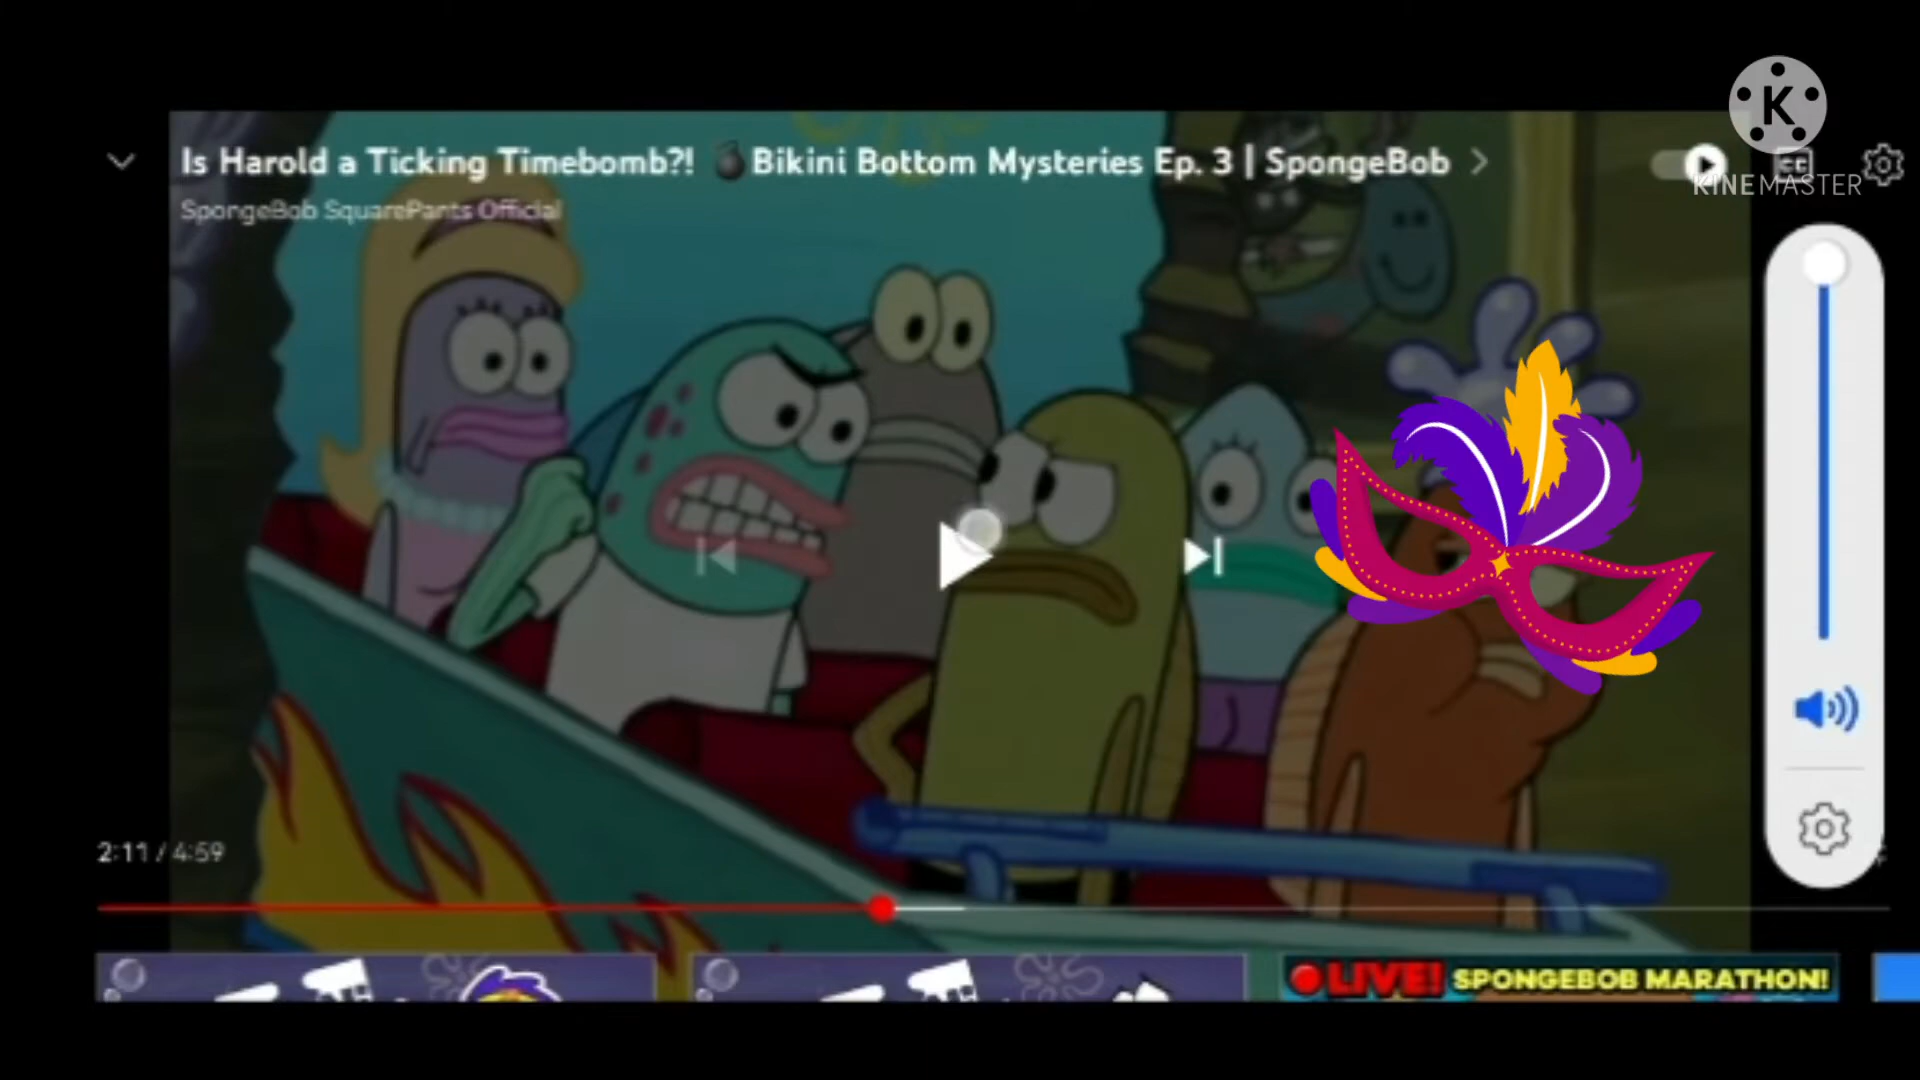 Is Harold a Ticking Timebomb?! 💣Bikini Bottom Mysteries Ep. 3 | SpongeBob
SpongeBob SquarePants Official
K
CC
KINEMASTER
2:11 / 4:59
LIVE! SPONGEBOB MARATHON!